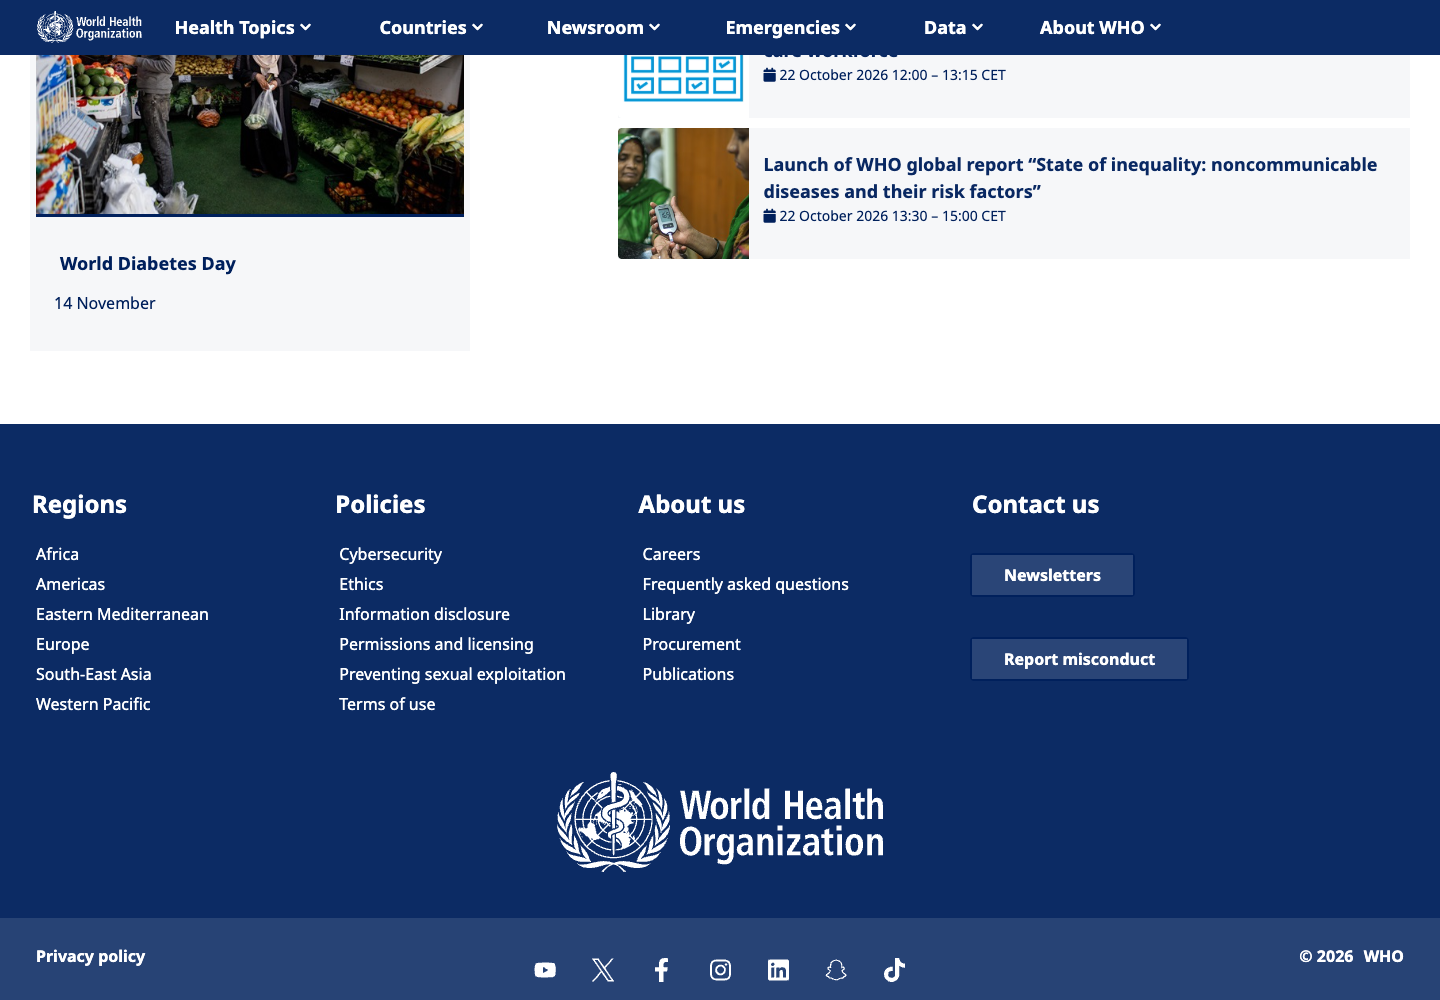 World Health
Organization
Health Topics
Countries
Newsroom
Emergencies
Data
About WHO
22 October 2026 12:00 – 13:15 CET
Launch of WHO global report “State of inequality: noncommunicable
diseases and their risk factors”
22 October 2026 13:30 – 15:00 CET
World Diabetes Day
14 November
Regions
Africa
Americas
Eastern Mediterranean
Europe
South-East Asia
Western Pacific
Policies
Cybersecurity
Ethics
Information disclosure
Permissions and licensing
Preventing sexual exploitation
Terms of use
About us
Careers
Frequently asked questions
Library
Procurement
Publications
Contact us
Newsletters
Report misconduct
World Health
Organization
Privacy policy
© 2026 WHO